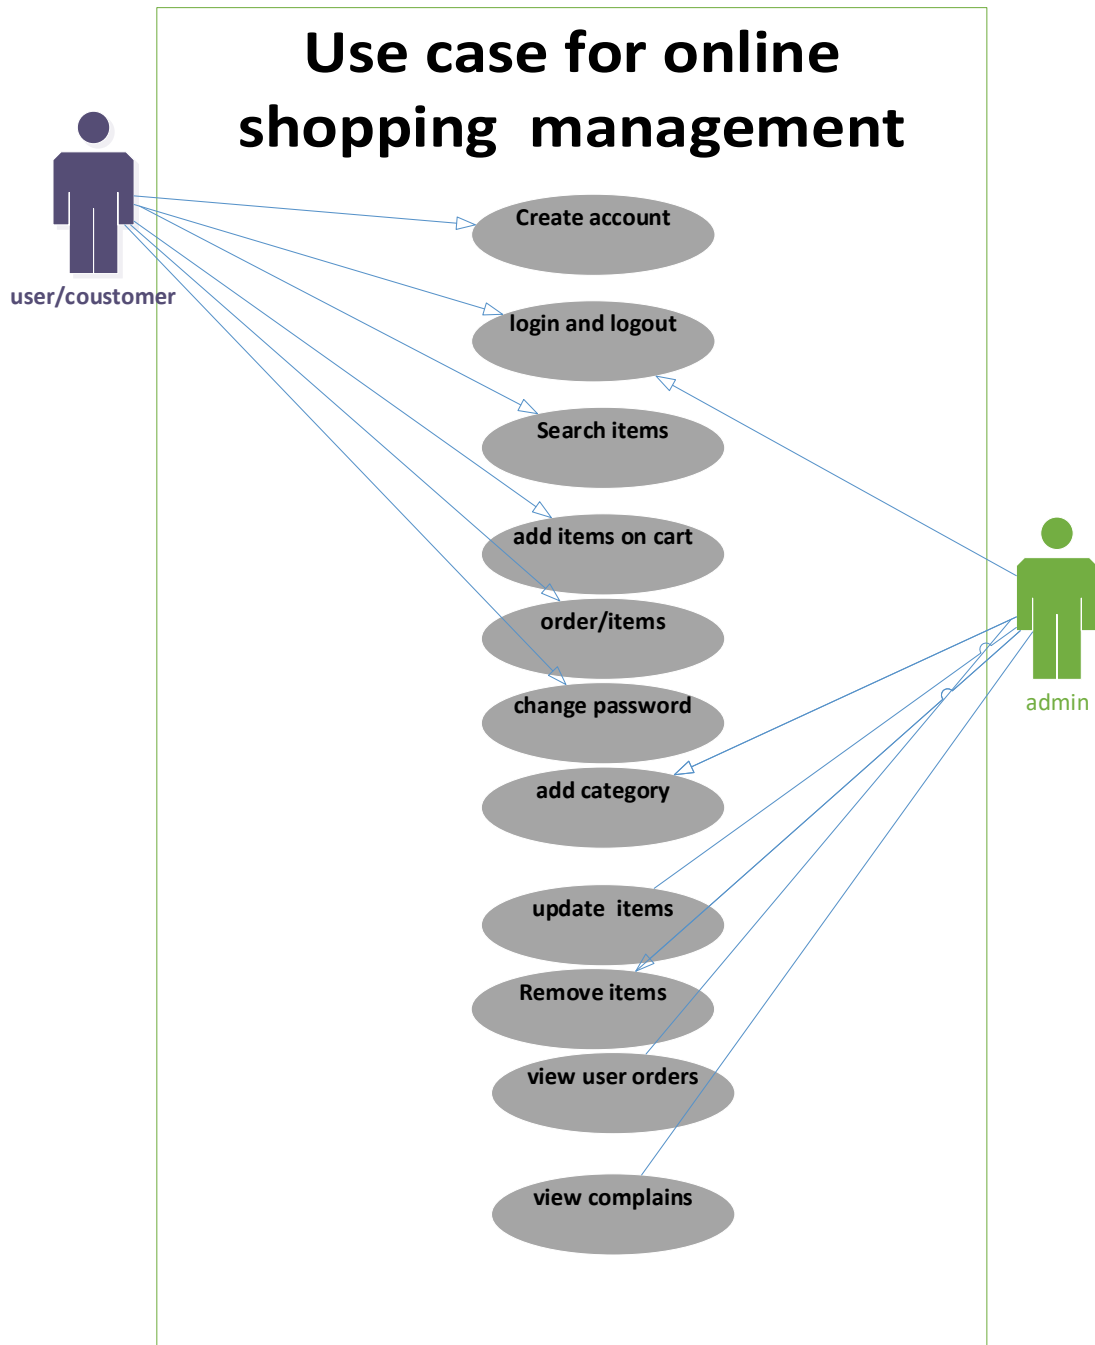 Use case for online
shopping  management
Create account
user/coustomer
login and logout
Search items
add items on cart
order/items
change password
admin
add category
update  items
Remove items
view user orders
view complains